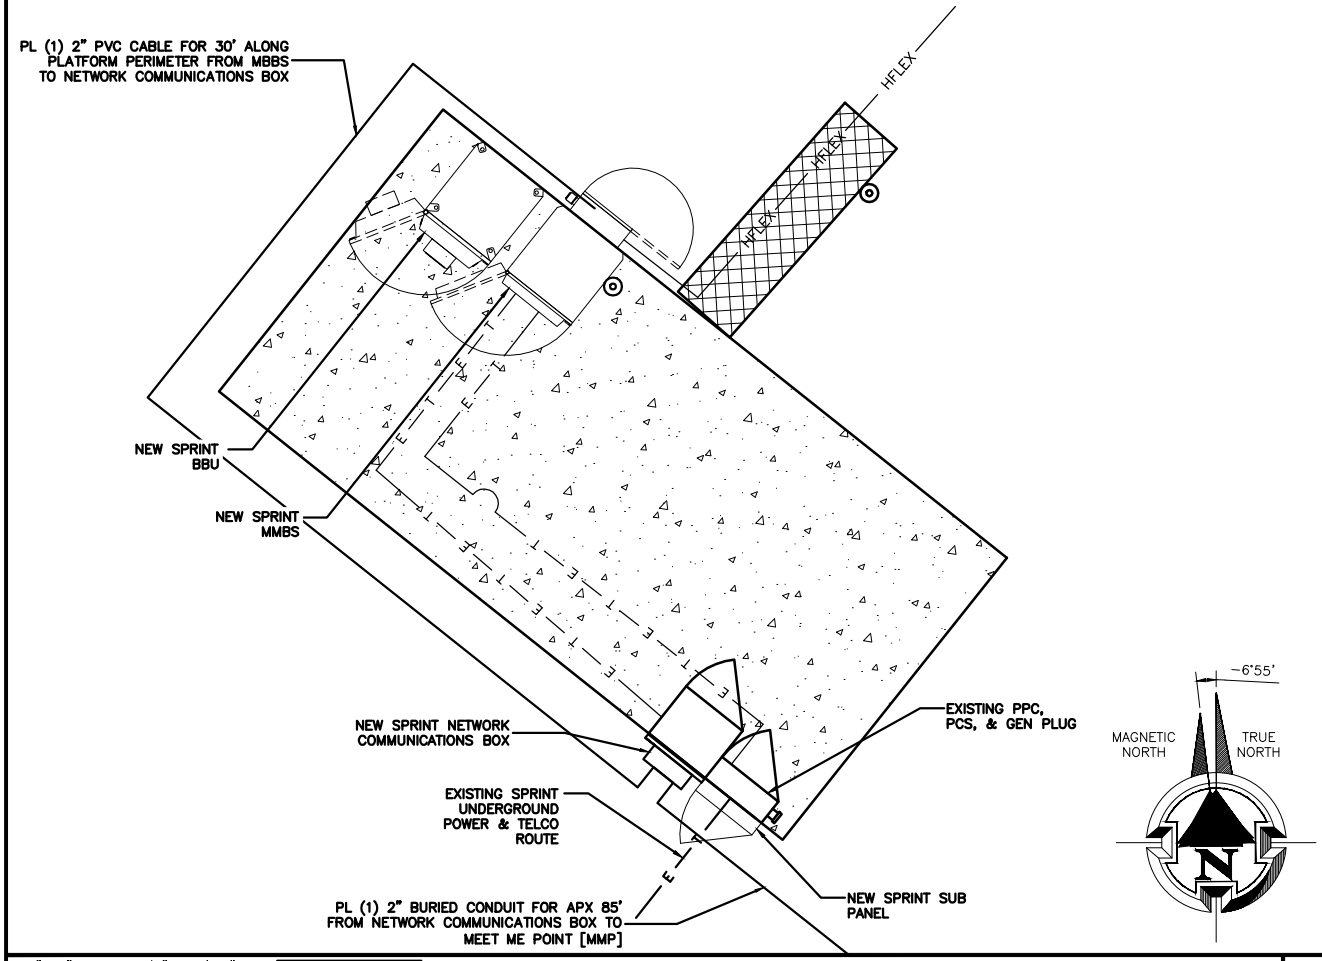 PL (1) 2" PVC CABLE FOR 30' ALONG
PLATFORM PERIMETER FROM MBBS
TO NETWORK COMMUNICATIONS BOX
HFLEX
HFLEX
HFLEX
NEW SPRINT
BBU
NEW SPRINT
MMBS
T
E
T
E
T
E
T
E
T
E
T
E
T
E
T
E
T
E
T
E
NEW SPRINT NETWORK
COMMUNICATIONS BOX
EXISTING PPC,
PCS, & GEN PLUG
EXISTING SPRINT
UNDERGROUND
POWER & TELCO
ROUTE
T
E
NEW SPRINT SUB
PANEL
PL (1) 2" BURIED CONDUIT FOR APX 85'
FROM NETWORK COMMUNICATIONS BOX TO
MEET ME POINT [MMP]
-6°55'
MAGNETIC
NORTH
TRUE
NORTH
N